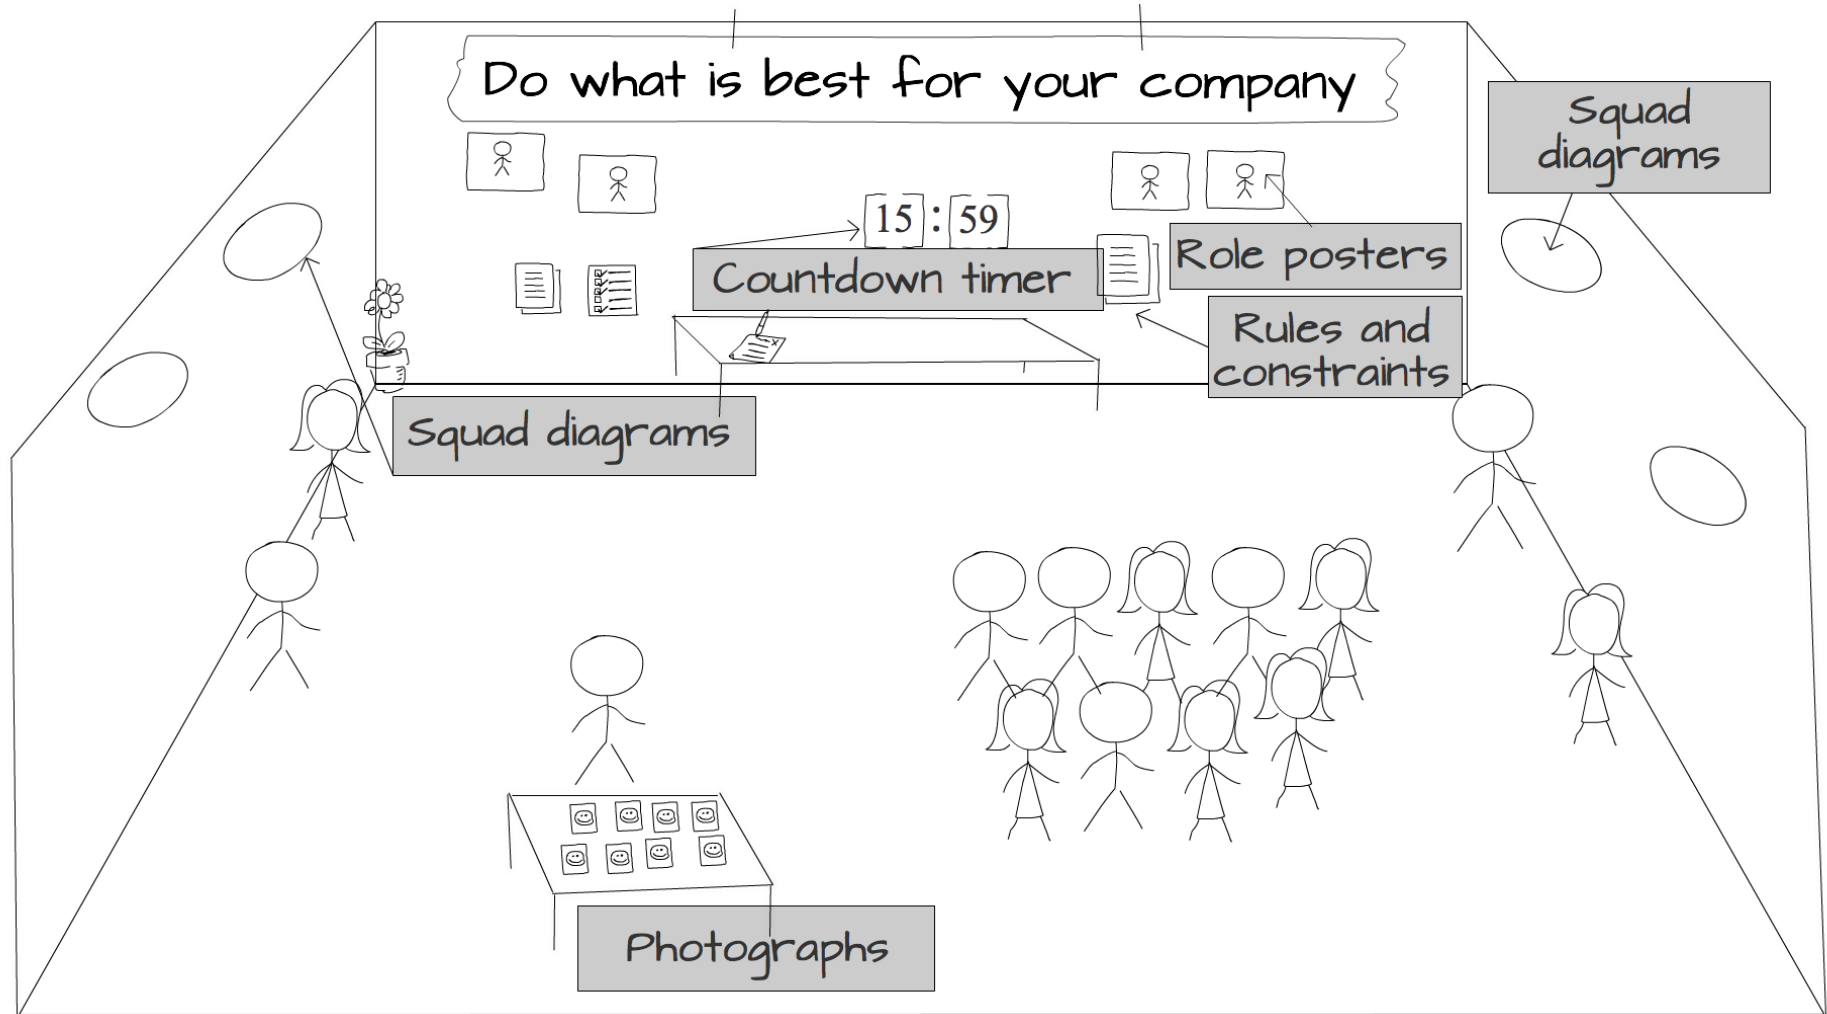 Do what is best for your company
Squad
diagrams
15 : 59
Role posters
Countdown timer
Rules and
constraints
Squad diagrams
Photographs